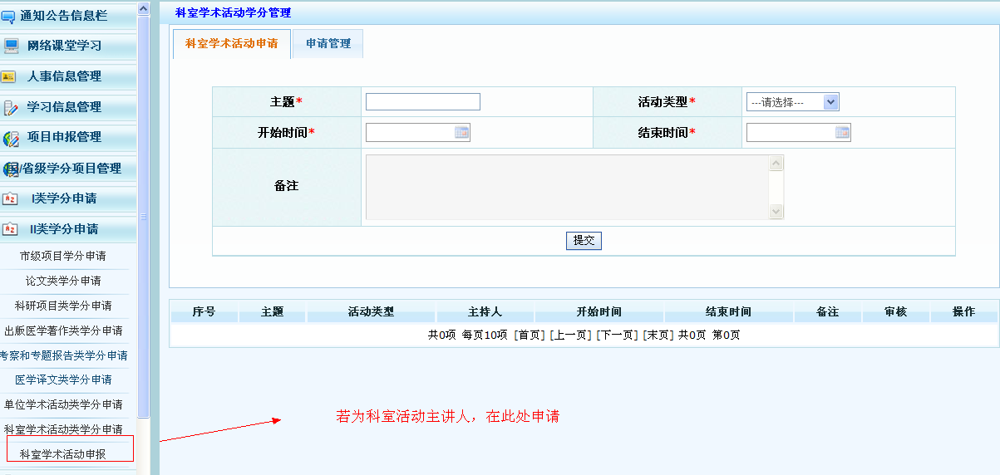 通知公告信息栏
网络课堂学习
人事信息管理
学习信息管理
项目申报管理
国/省级学分项目管理
I类学分申请
II类学分申请
市级项目学分申请
论文类学分申请
科研项目类学分申请
出版医学著作类学分申请
考察和专题报告类学分申请
医学译文类学分申请
单位学术活动类学分申请
科室学术活动类学分申请
科室学术活动申报
科室学术活动学分管理
科室学术活动申请 申请管理
主题* 活动类型* ---请选择---
开始时间* 结束时间*
备注
提交
序号 主题 活动类型 主持人 开始时间 结束时间 备注 审核 操作
共0项 每页10项 [首页] [上一页] [下一页] [末页] 共0页 第0页
若为科室活动主讲人，在此处申请